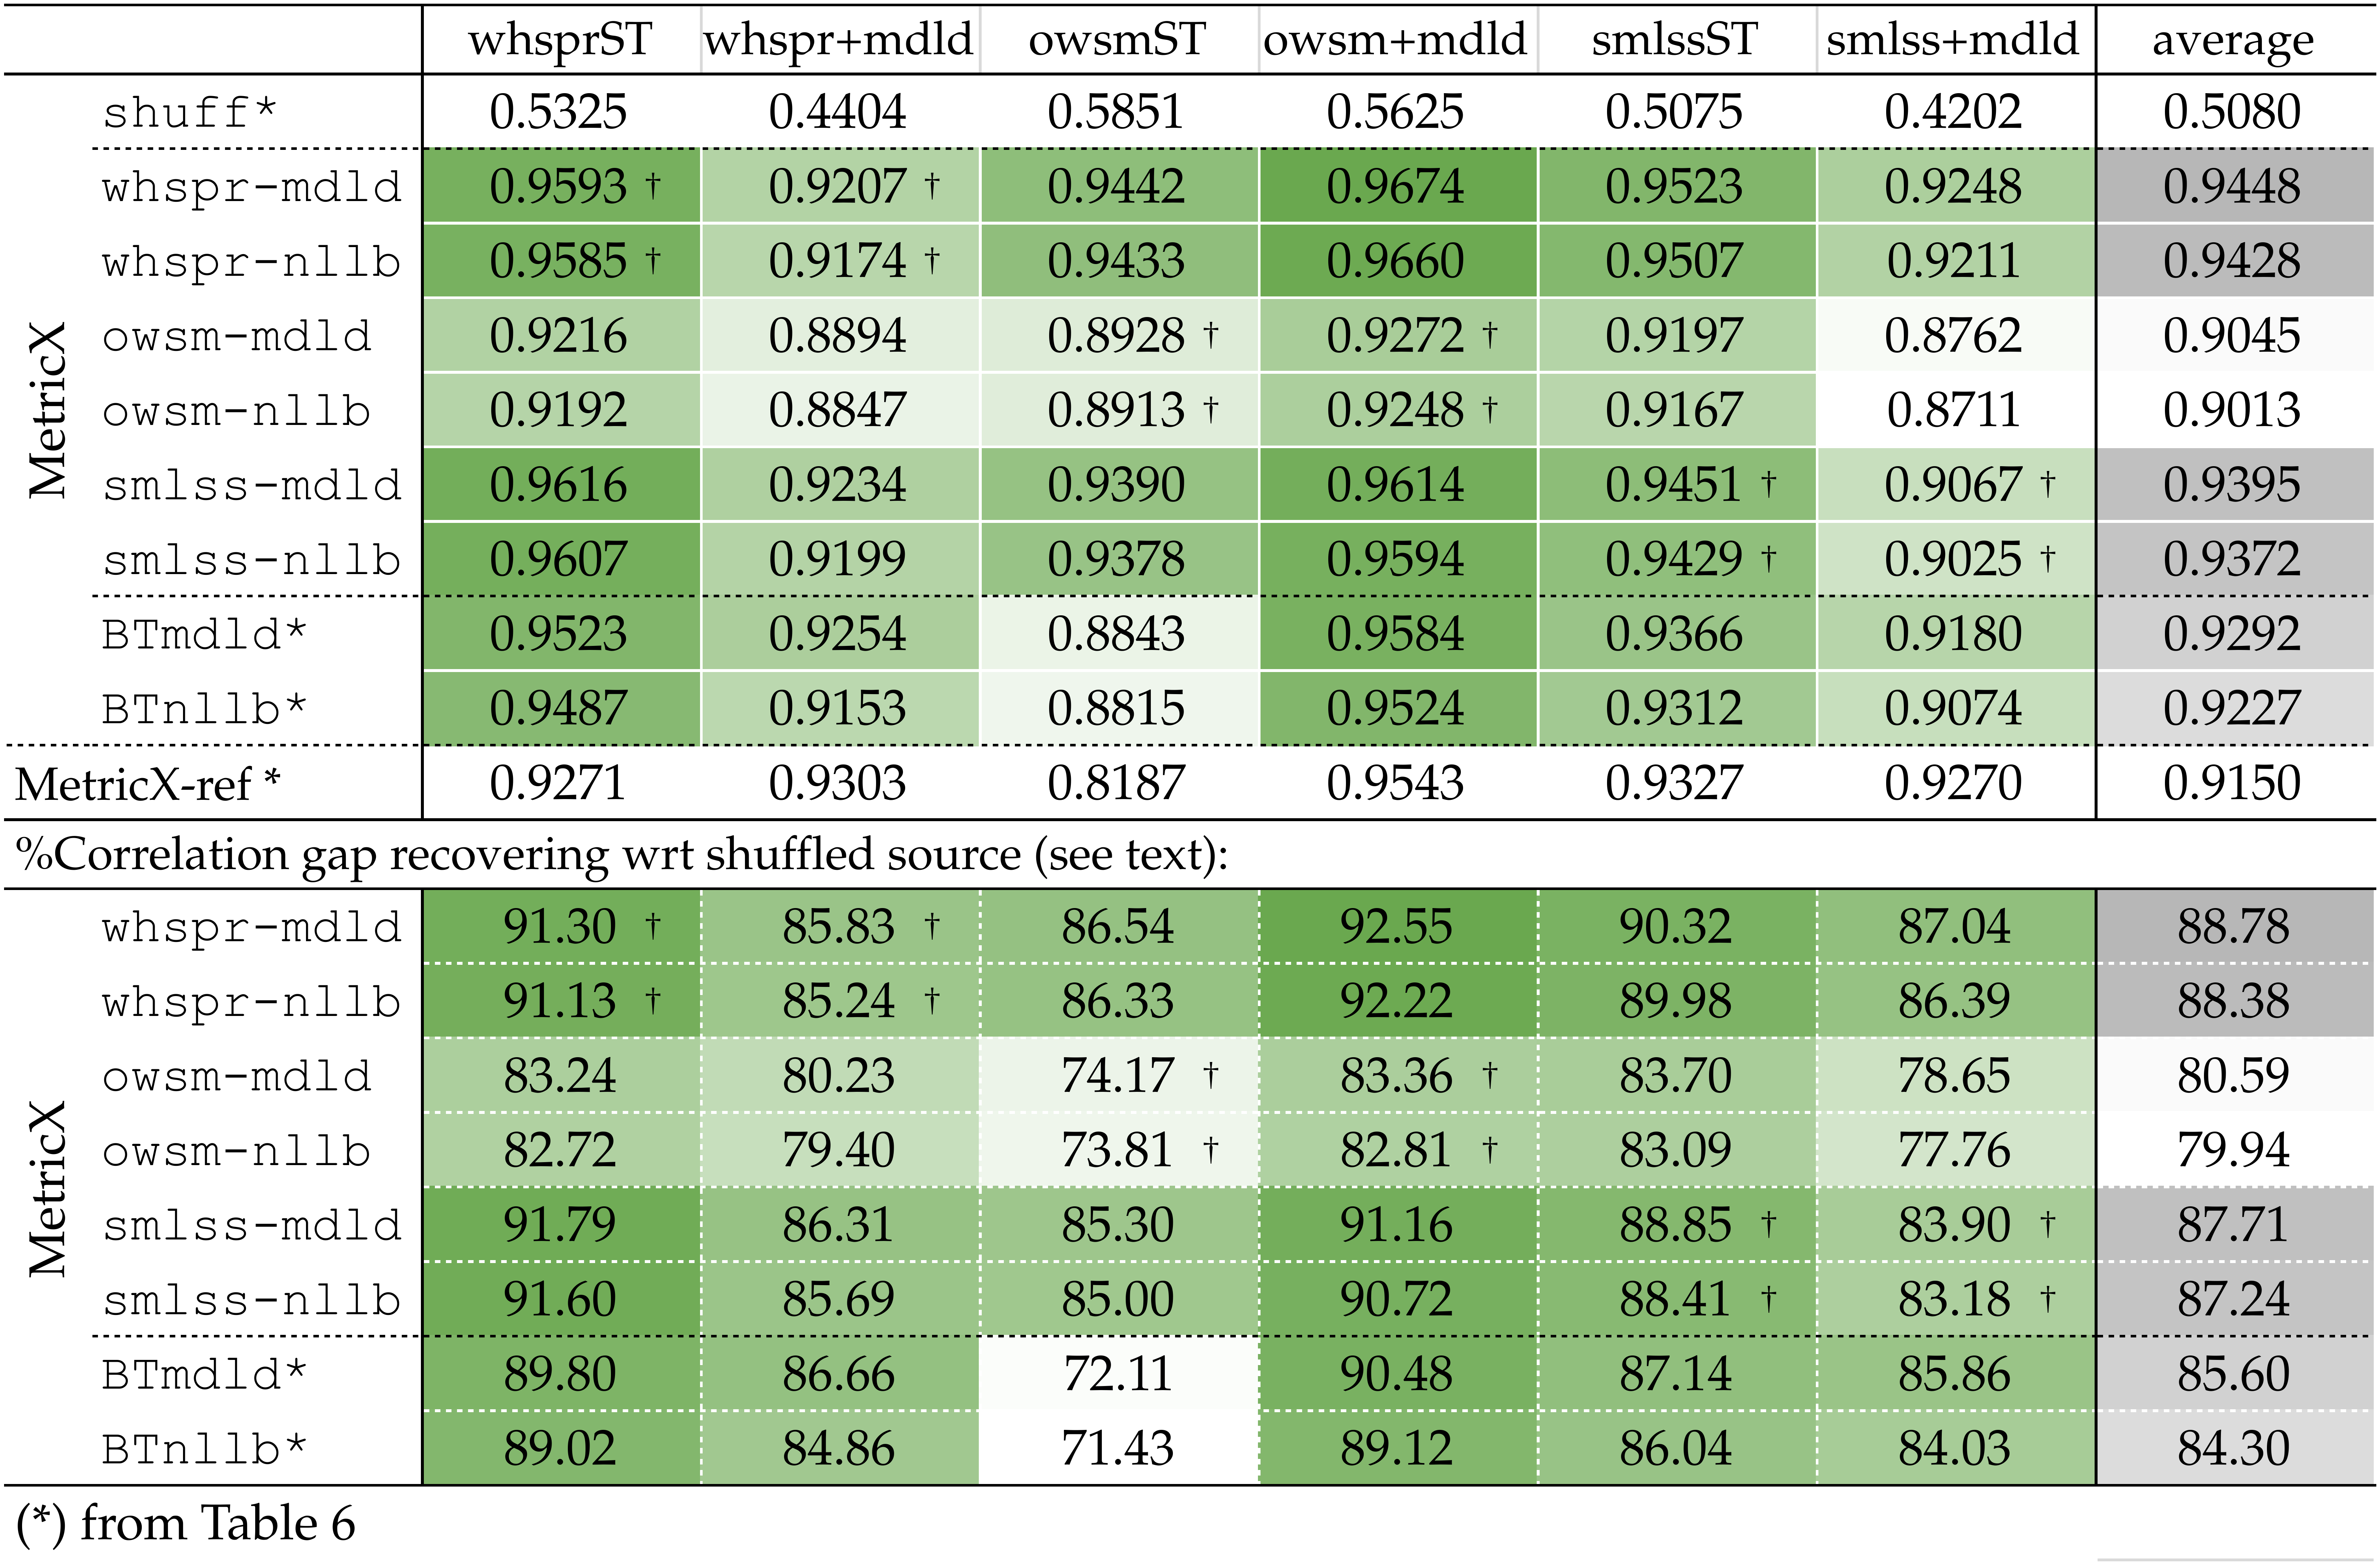 whsprST whspr+mdld owsmST owsm+mdld smlssST smlss+mdld average
MetricX
shuff* 0.5325 0.4404 0.5851 0.5625 0.5075 0.4202 0.5080
whspr-mdld 0.9593 † 0.9207 † 0.9442 0.9674 0.9523 0.9248 0.9448
whspr-nllb 0.9585 † 0.9174 † 0.9433 0.9660 0.9507 0.9211 0.9428
owsm-mdld 0.9216 0.8894 0.8928 † 0.9272 † 0.9197 0.8762 0.9045
owsm-nllb 0.9192 0.8847 0.8913 † 0.9248 † 0.9167 0.8711 0.9013
smlss-mdld 0.9616 0.9234 0.9390 0.9614 0.9451 † 0.9067 † 0.9395
smlss-nllb 0.9607 0.9199 0.9378 0.9594 0.9429 † 0.9025 † 0.9372
BTmdld* 0.9523 0.9254 0.8843 0.9584 0.9366 0.9180 0.9292
BTnllb* 0.9487 0.9153 0.8815 0.9524 0.9312 0.9074 0.9227
MetricX-ref * 0.9271 0.9303 0.8187 0.9543 0.9327 0.9270 0.9150
%Correlation gap recovering wrt shuffled source (see text):
MetricX
whspr-mdld 91.30 † 85.83 † 86.54 92.55 90.32 87.04 88.78
whspr-nllb 91.13 † 85.24 † 86.33 92.22 89.98 86.39 88.38
owsm-mdld 83.24 80.23 74.17 † 83.36 † 83.70 78.65 80.59
owsm-nllb 82.72 79.40 73.81 † 82.81 † 83.09 77.76 79.94
smlss-mdld 91.79 86.31 85.30 91.16 88.85 † 83.90 † 87.71
smlss-nllb 91.60 85.69 85.00 90.72 88.41 † 83.18 † 87.24
BTmdld* 89.80 86.66 72.11 90.48 87.14 85.86 85.60
BTnllb* 89.02 84.86 71.43 89.12 86.04 84.03 84.30
(*) from Table 6